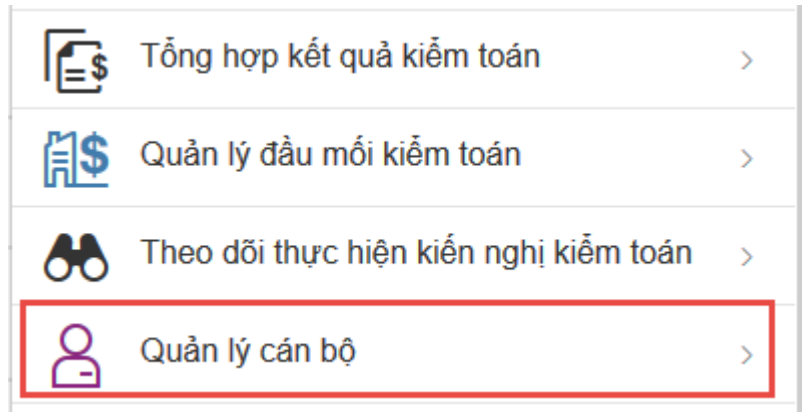 Tổng hợp kết quả kiểm toán
Quản lý đầu mối kiểm toán
Theo dõi thực hiện kiến nghị kiểm toán
Quản lý cán bộ